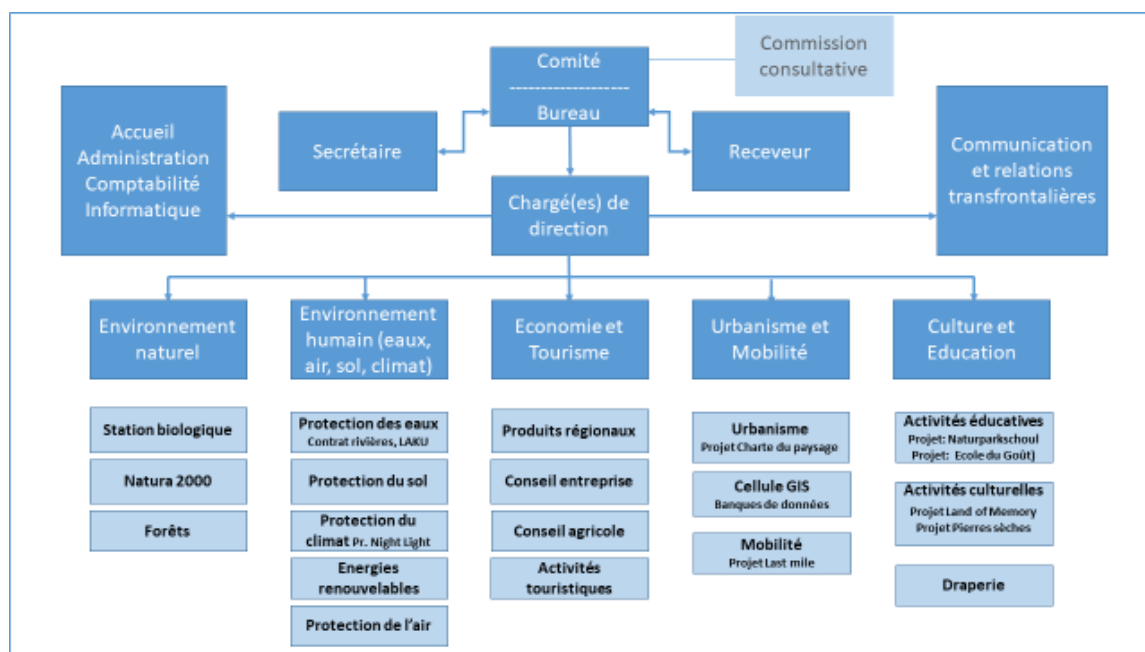 Commission
consultative
Comité
--------------------
Bureau
Accueil
Administration
Comptabilité
Informatique
Secrétaire
Receveur
Communication
et relations
transfrontalières
Chargé(es) de
direction
Environnement
naturel
Environnement
humain (eaux,
air, sol, climat)
Economie et
Tourisme
Urbanisme et
Mobilité
Culture et
Education
Station biologique
Natura 2000
Forêts
Protection des eaux
Contrat rivières, LAKU
Protection du sol
Protection du
climat Pr. Night Light
Energies
renouvelables
Protection de l'air
Produits régionaux
Conseil entreprise
Conseil agricole
Activités
touristiques
Urbanisme
Projet Charte du paysage
Cellule GIS
Banques de données
Mobilité
Projet Last mile
Activités éducatives
Projet: Naturparkschoul
Projet: Ecole du Goût)
Activités culturelles
Projet Land of Memory
Projet Pierres sèches
Draperie